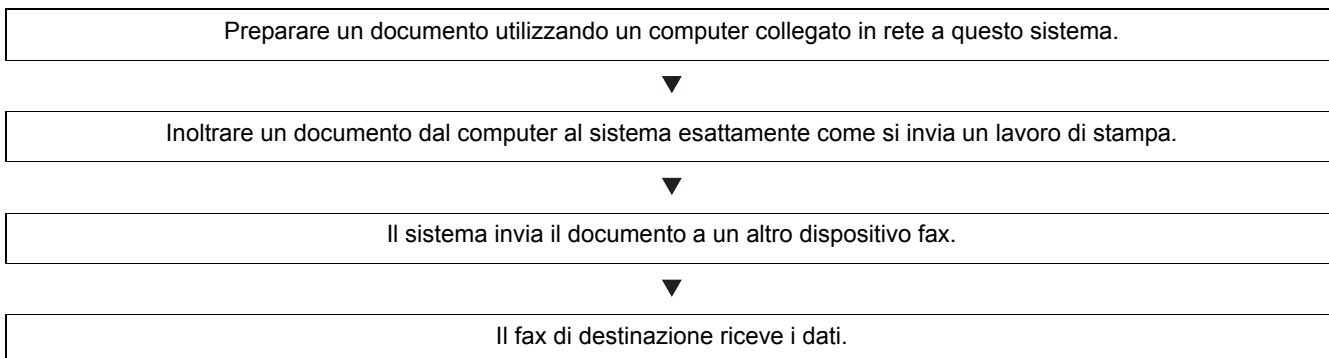 Preparare un documento utilizzando un computer collegato in rete a questo sistema.
▼
Inoltrare un documento dal computer al sistema esattamente come si invia un lavoro di stampa.
▼
Il sistema invia il documento a un altro dispositivo fax.
▼
Il fax di destinazione riceve i dati.